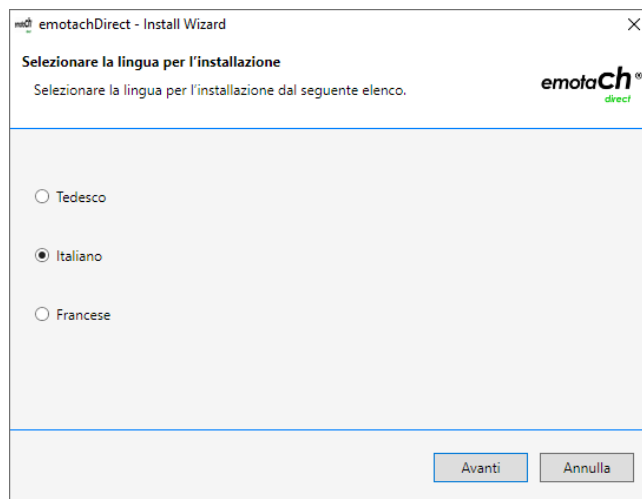 emotachDirect - Install Wizard
Selezionare la lingua per l'installazione
Selezionare la lingua per l'installazione dal seguente elenco.
emotach ®
direct
Tedesco
Italiano
Francese
Avanti
Annulla